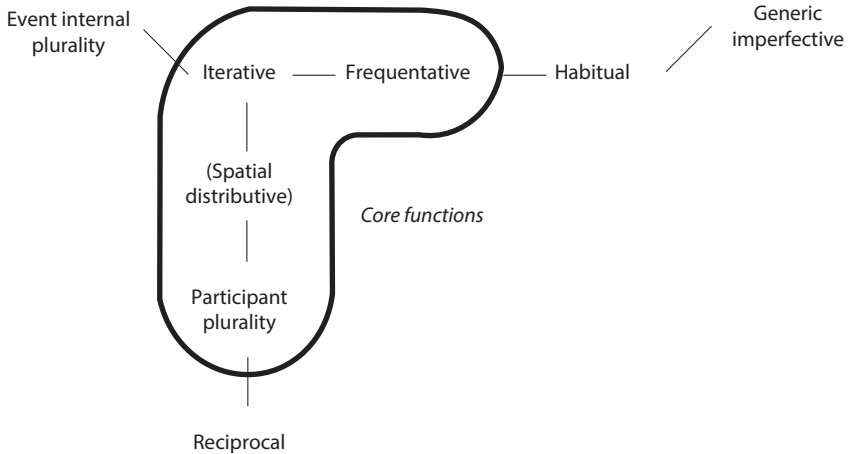 Event internal
plurality
Generic
imperfective
Iterative
Frequentative
Habitual
(Spatial
distributive)
Core functions
Participant
plurality
Reciprocal